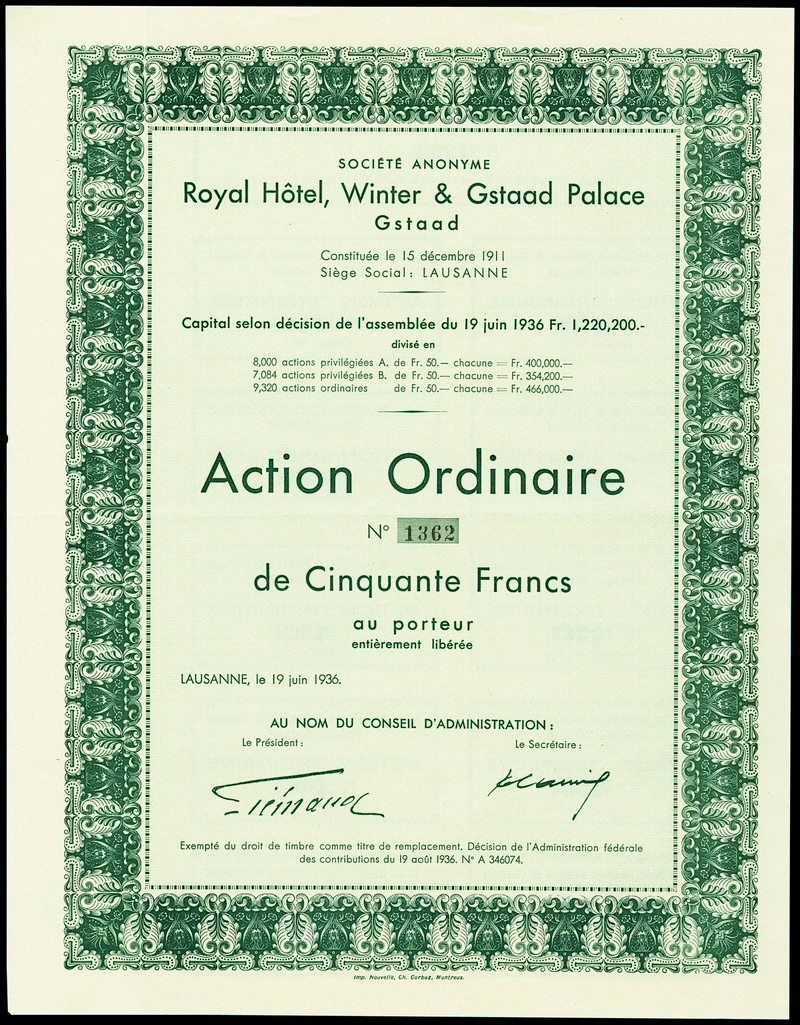 SOCIÉTÉ ANONYME
Royal Hôtel, Winter & Gstaad Palace
Gstaad
Constituée le 15 décembre 1911
Siège Social: LAUSANNE
Capital selon décision de l'assemblée du 19 juin 1936 Fr. 1,220,200.-
divisé en
8,000 actions privilégiées A. de Fr. 50.— chacune = Fr. 400,000.—
7,084 actions privilégiées B. de Fr. 50.— chacune = Fr. 354,200.—
9,320 actions ordinaires de Fr. 50.— chacune = Fr. 466,000.—
Action Ordinaire
N° 1362
de Cinquante Francs
au porteur
entièrement libérée
LAUSANNE, le 19 juin 1936.
AU NOM DU CONSEIL D'ADMINISTRATION:
Le Président: Le Secrétaire:
Exempté du droit de timbre comme titre de remplacement. Décision de l'Administration fédérale
des contributions du 19 août 1936. N° A 346074.
Imp. Nouvelle, Ch. Corbaz, Montreux.